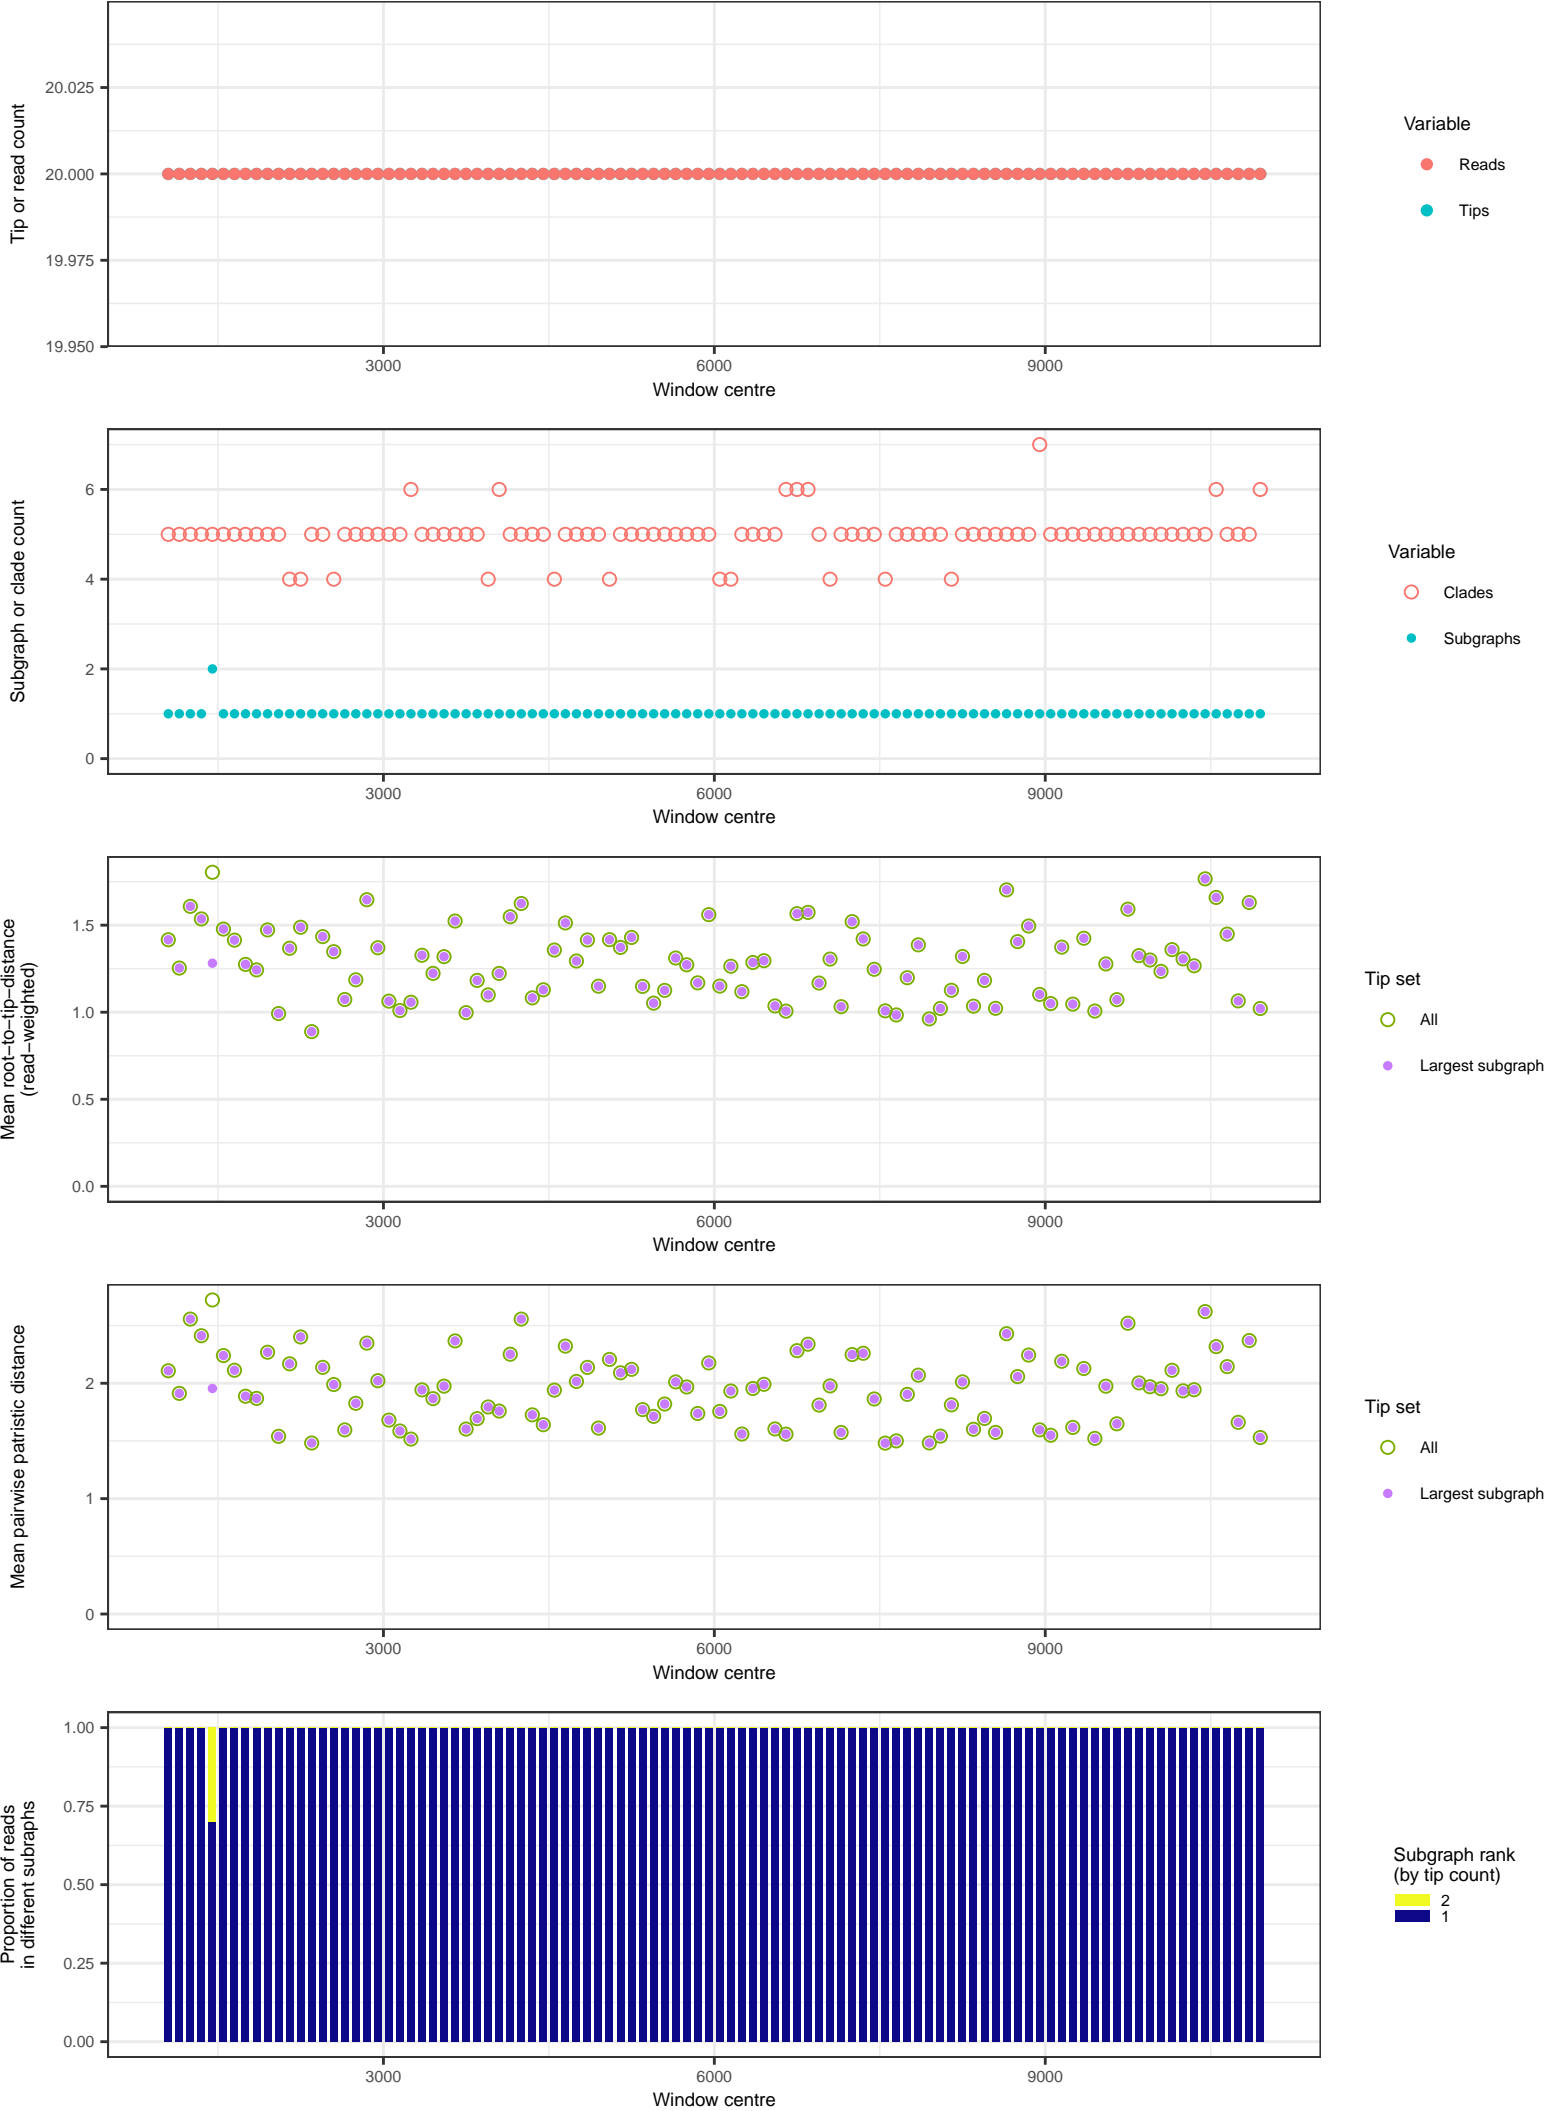 Tip or read count
20.025
20.000
19.975
19.950
3000
6000
9000
Window centre
Variable
Reads
Tips
Subgraph or clade count
6
4
2
0
3000
6000
9000
Window centre
Variable
Clades
Subgraphs
Mean root−to−tip−distance
(read−weighted)
1.5
1.0
0.5
0.0
3000
6000
9000
Window centre
Tip set
All
Largest subgraph
Mean pairwise patristic distance
2
1
0
3000
6000
9000
Window centre
Tip set
All
Largest subgraph
Proportion of reads
in different subraphs
1.00
0.75
0.50
0.25
0.00
3000
6000
9000
Window centre
Subgraph rank
(by tip count)
2
1